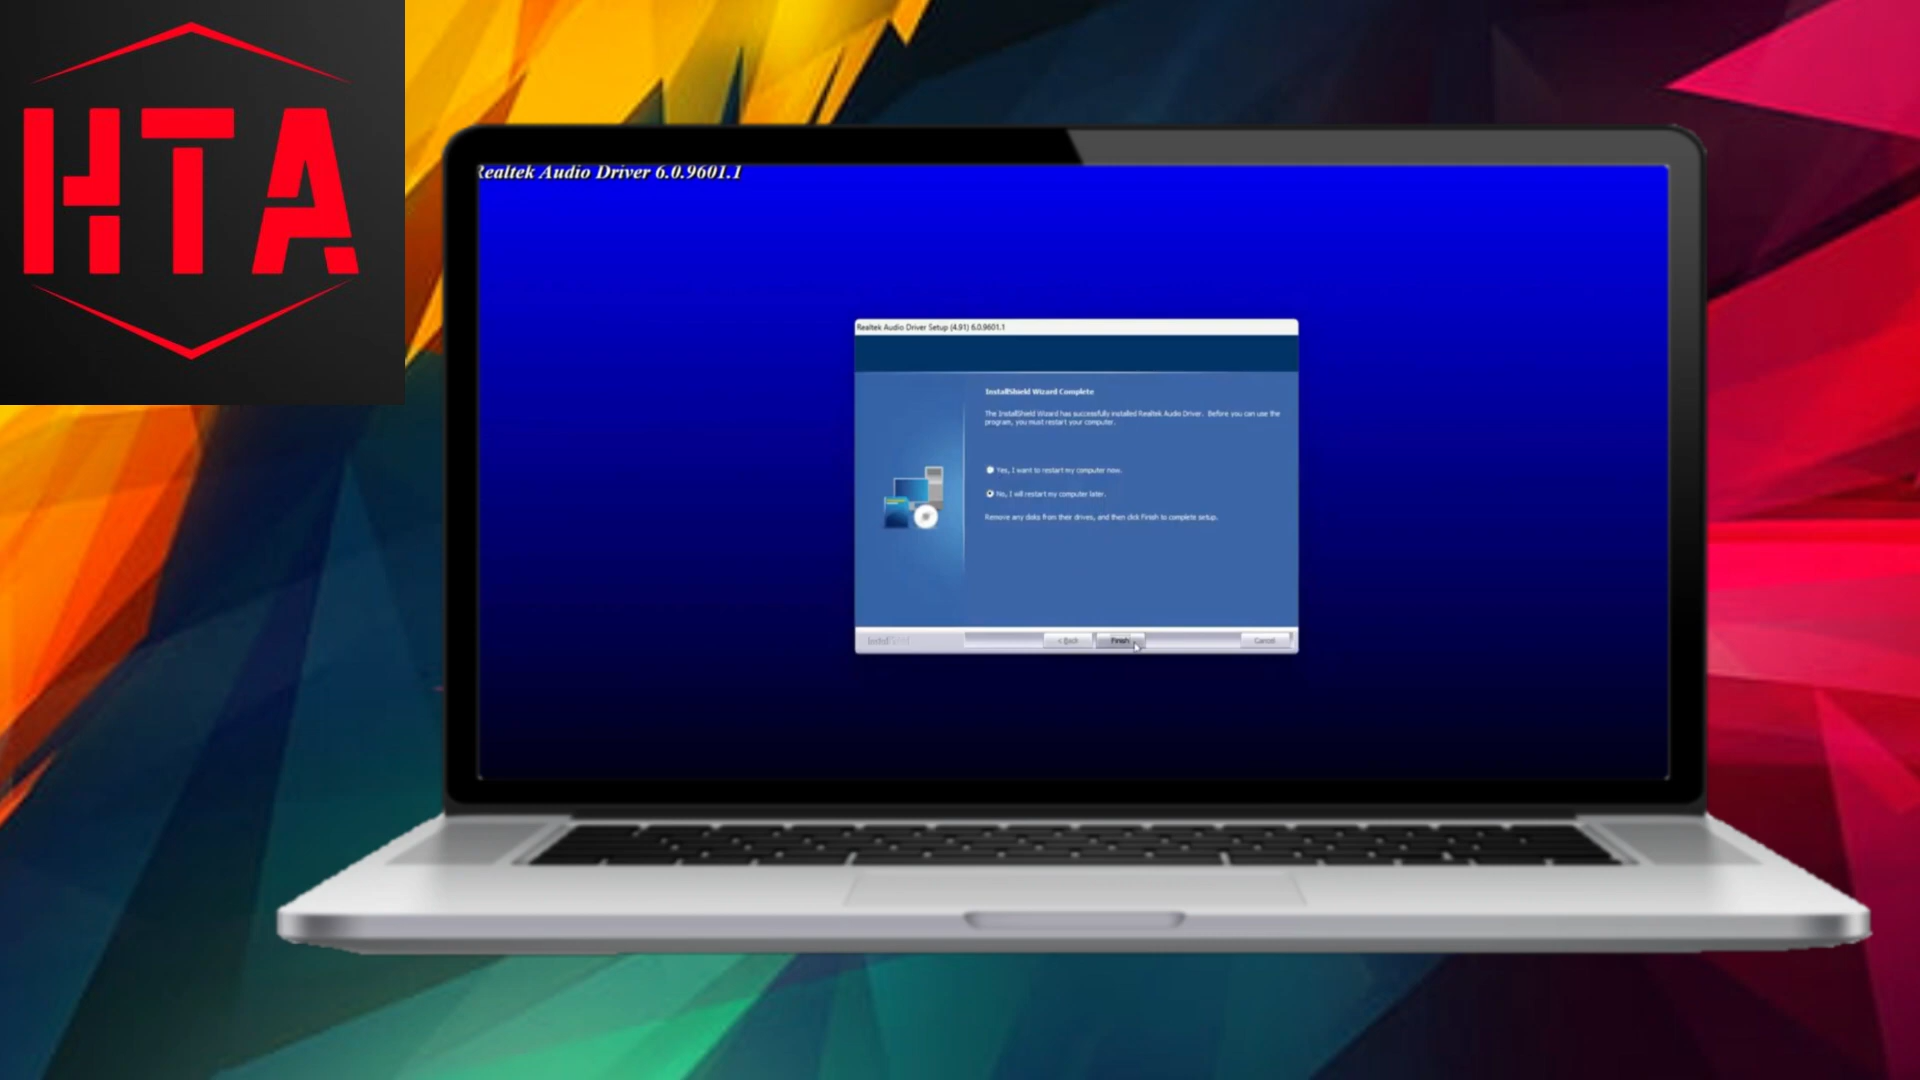 HTA
Realtek Audio Driver 6.0.9601.1
Realtek Audio Driver Setup (4.91) 6.0.9601.1
InstallShield Wizard Complete
The InstallShield Wizard has successfully installed Realtek Audio Driver. Before you can use the
program, you must restart your computer.
Yes, I want to restart my computer now.
No, I will restart my computer later.
Remove any disks from their drives, and then click Finish to complete setup.
< Back
Finish
Cancel